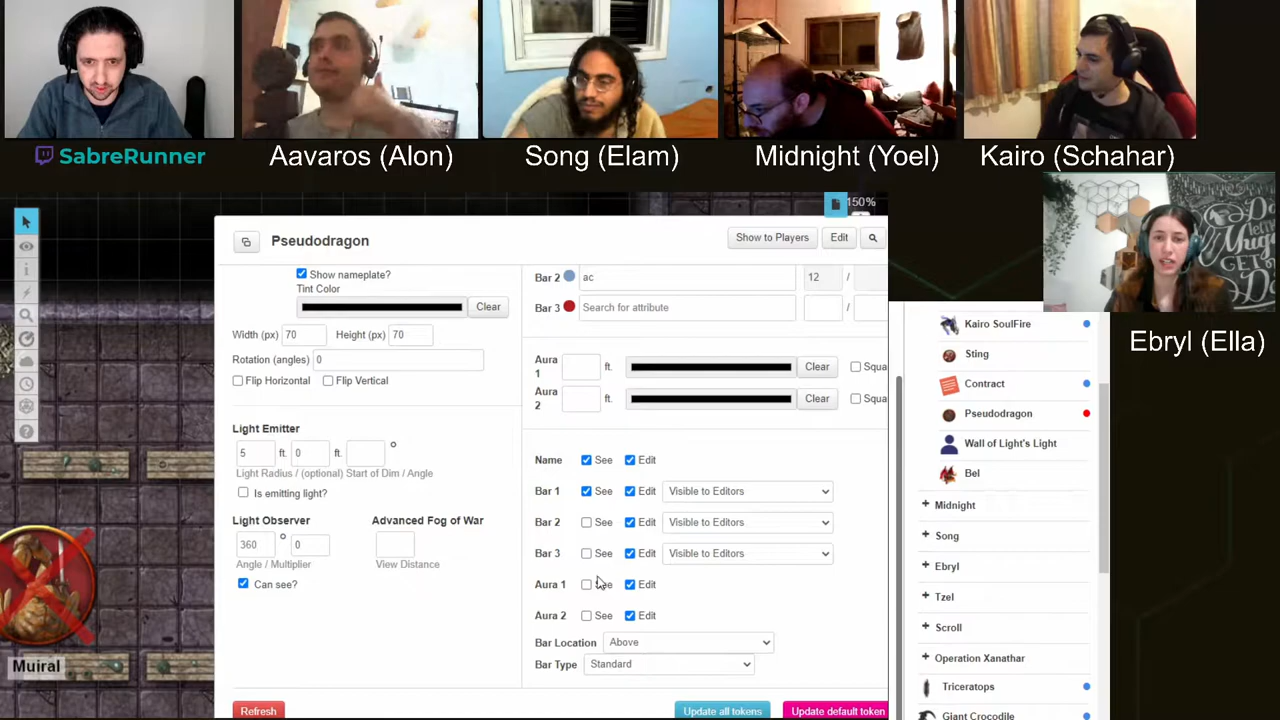 SabreRunner
Aavaros (Alon)
Song (Elam)
Midnight (Yoel)
Kairo (Schahar)
Ebryl (Ella)
150%
Pseudodragon
Show to Players
Edit
Show nameplate?
Tint Color
Clear
Width (px) 70 Height (px) 70
Rotation (angles) 0
Flip Horizontal Flip Vertical
Light Emitter
5 ft. 0 ft.
Light Radius / (optional) Start of Dim / Angle
Is emitting light?
Light Observer Advanced Fog of War
360 0
Angle / Multiplier View Distance
Can see?
Refresh
Bar 2 ac 12 /
Bar 3 Search for attribute /
Aura 1 ft. Clear Squa
Aura 2 ft. Clear Squa
Name See Edit
Bar 1 See Edit Visible to Editors
Bar 2 See Edit Visible to Editors
Bar 3 See Edit Visible to Editors
Aura 1 See Edit
Aura 2 See Edit
Bar Location Above
Bar Type Standard
Update all tokens
Update default token
Muiral
Kairo SoulFire
Sting
Contract
Pseudodragon
Wall of Light's Light
Bel
Midnight
Song
Ebryl
Tzel
Scroll
Operation Xanathar
Triceratops
Giant Crocodile